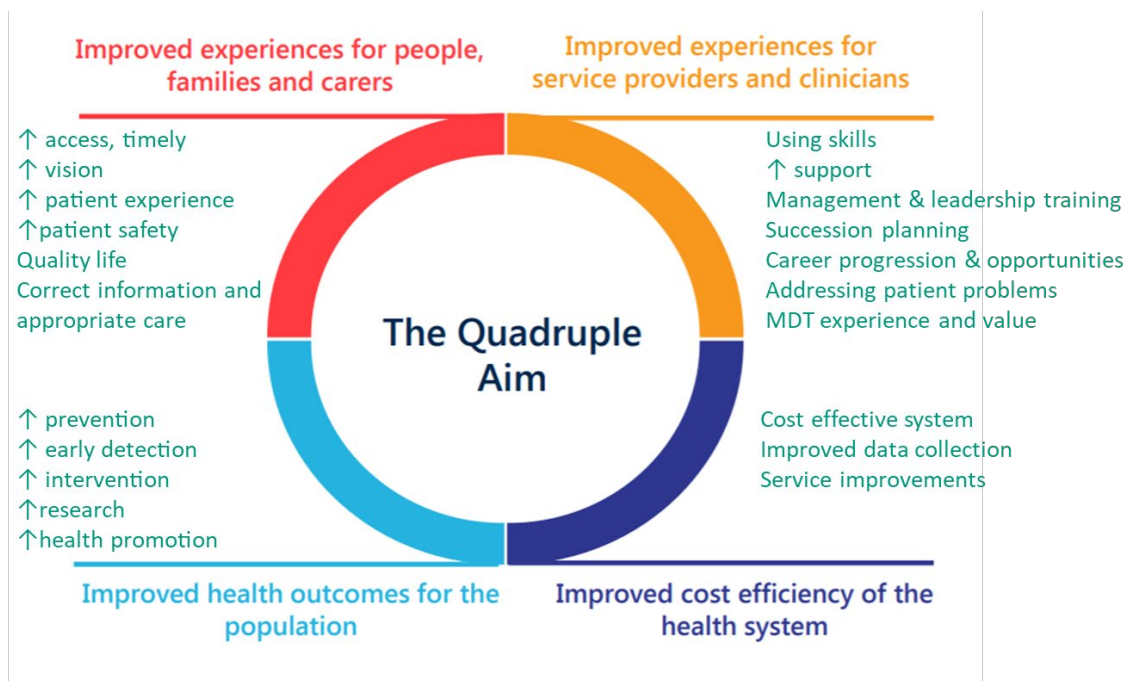 Improved experiences for people,
families and carers
Improved experiences for
service providers and clinicians
↑ access, timely
↑ vision
↑ patient experience
↑patient safety
Quality life
Correct information and
appropriate care
Using skills
↑ support
Management & leadership training
Succession planning
Career progression & opportunities
Addressing patient problems
MDT experience and value
The Quadruple
Aim
↑ prevention
↑ early detection
↑ intervention
↑research
↑health promotion
Cost effective system
Improved data collection
Service improvements
Improved health outcomes for the
population
Improved cost efficiency of the
health system